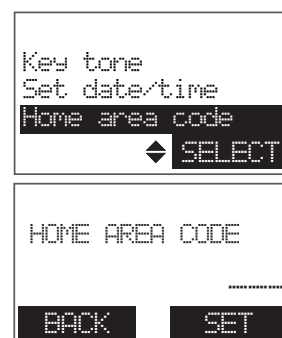 Key tone
Set date/time
Home area code
SELECT
HOME AREA CODE
BACK SET